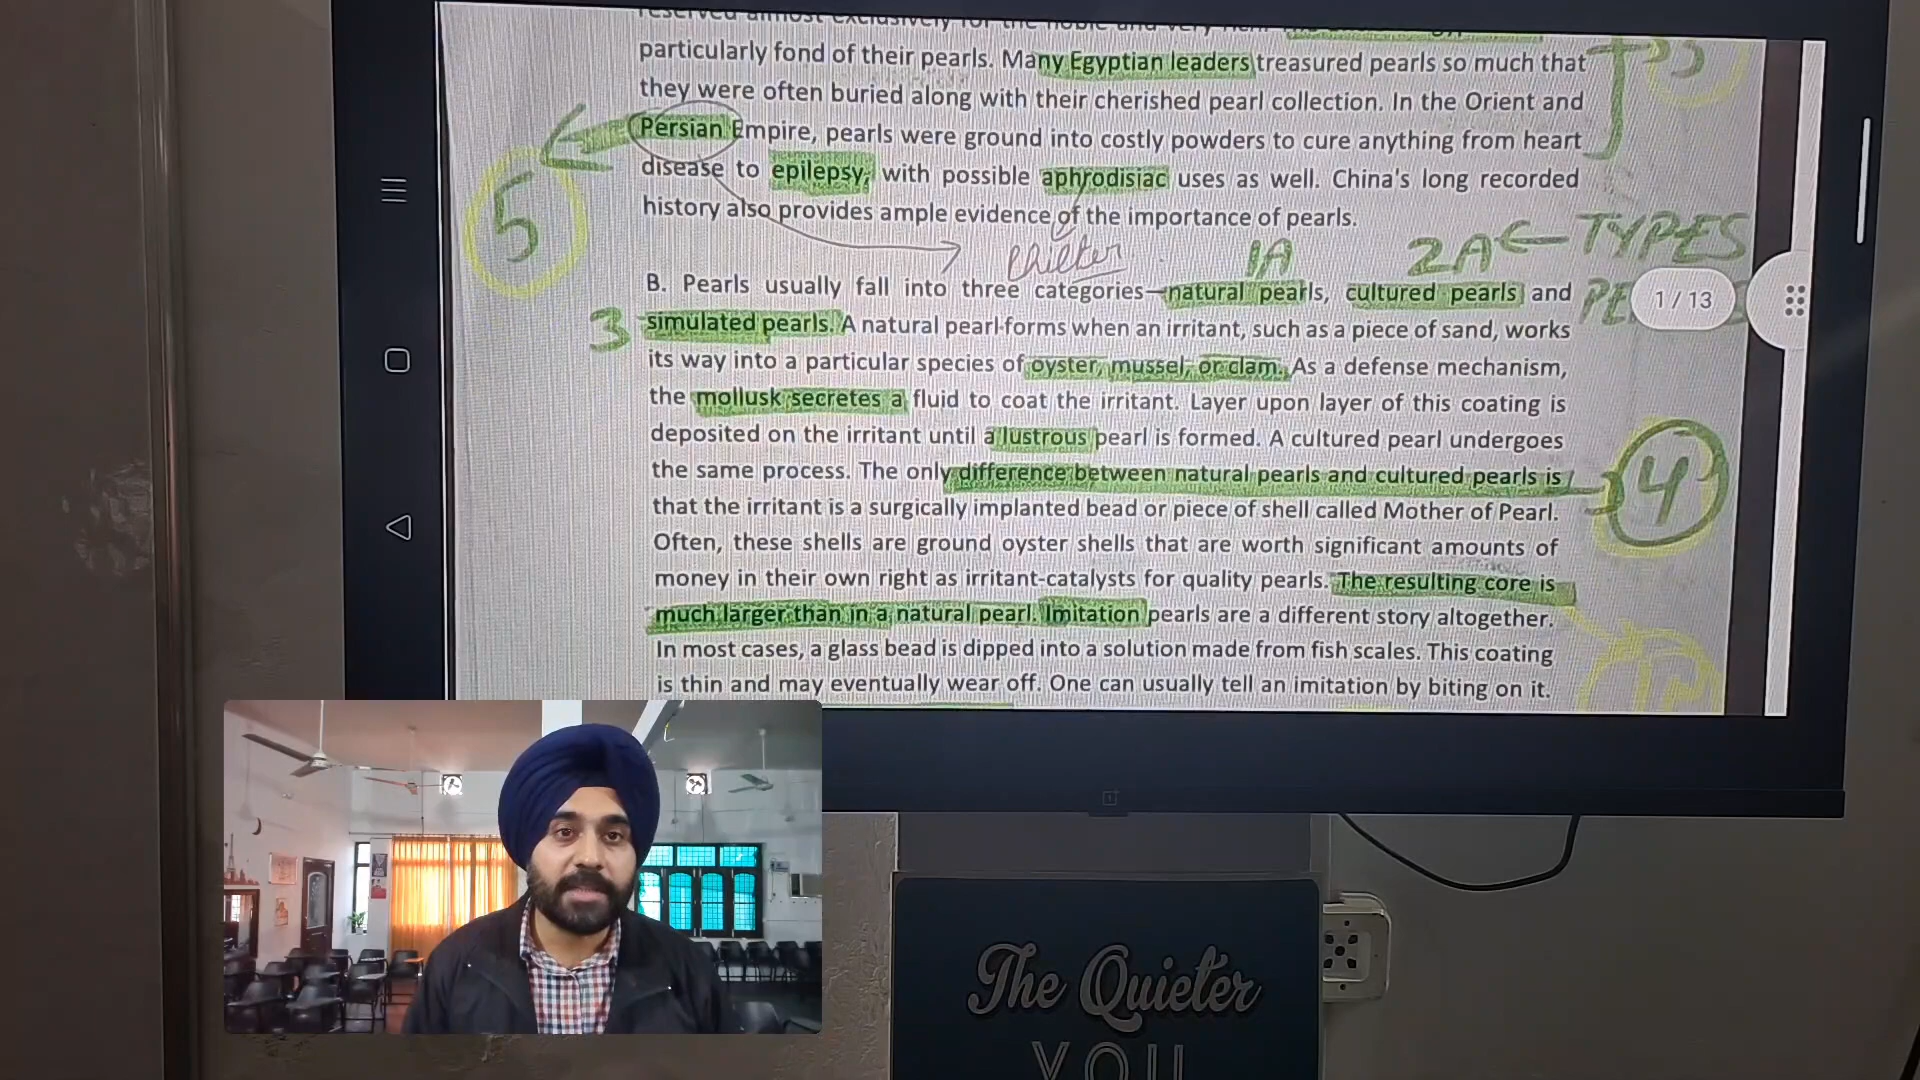 reserved almost exclusively for the noble and very rich
particularly fond of their pearls. Many Egyptian leaders treasured pearls so much that
they were often buried along with their cherished pearl collection. In the Orient and
Persian Empire, pearls were ground into costly powders to cure anything from heart
disease to epilepsy, with possible aphrodisiac uses as well. China's long recorded
history also provides ample evidence of the importance of pearls.
5
philter
1A
2A ← TYPES
B. Pearls usually fall into three categories—natural pearls, cultured pearls and
1/13
3
simulated pearls. A natural pearl forms when an irritant, such as a piece of sand, works
its way into a particular species of oyster, mussel, or clam. As a defense mechanism,
the mollusk secretes a fluid to coat the irritant. Layer upon layer of this coating is
deposited on the irritant until a lustrous pearl is formed. A cultured pearl undergoes
the same process. The only difference between natural pearls and cultured pearls is
4
that the irritant is a surgically implanted bead or piece of shell called Mother of Pearl.
Often, these shells are ground oyster shells that are worth significant amounts of
money in their own right as irritant-catalysts for quality pearls. The resulting core is
much larger than in a natural pearl. Imitation pearls are a different story altogether.
In most cases, a glass bead is dipped into a solution made from fish scales. This coating
is thin and may eventually wear off. One can usually tell an imitation by biting on it.
The Quieter
YOU